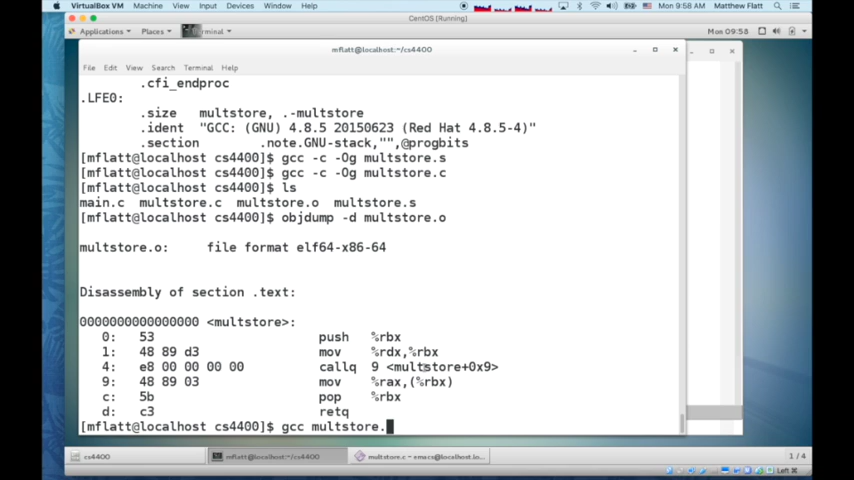 VirtualBox VM Machine View Input Devices Window Help Mon 9:58 AM Matthew Flatt
CentOS [Running]
Applications Places Terminal Mon 09:58
mflatt@localhost:~/cs4400
File Edit View Search Terminal Help
.cfi_endproc
.LFE0:
.size multstore, .-multstore
.ident "GCC: (GNU) 4.8.5 20150623 (Red Hat 4.8.5-4)"
.section .note.GNU-stack,"",@progbits
[mflatt@localhost cs4400]$ gcc -c -Og multstore.s
[mflatt@localhost cs4400]$ gcc -c -Og multstore.c
[mflatt@localhost cs4400]$ ls
main.c multstore.c multstore.o multstore.s
[mflatt@localhost cs4400]$ objdump -d multstore.o
multstore.o: file format elf64-x86-64
Disassembly of section .text:
0000000000000000 <multstore>:
0: 53 push %rbx
1: 48 89 d3 mov %rdx,%rbx
4: e8 00 00 00 00 callq 9 <multstore+0x9>
9: 48 89 03 mov %rax,(%rbx)
c: 5b pop %rbx
d: c3 retq
[mflatt@localhost cs4400]$ gcc multstore.
cs4400 mflatt@localhost:~/cs4400 multstore.c - emacs@localhost.lo... 1 / 4
Left ⌘